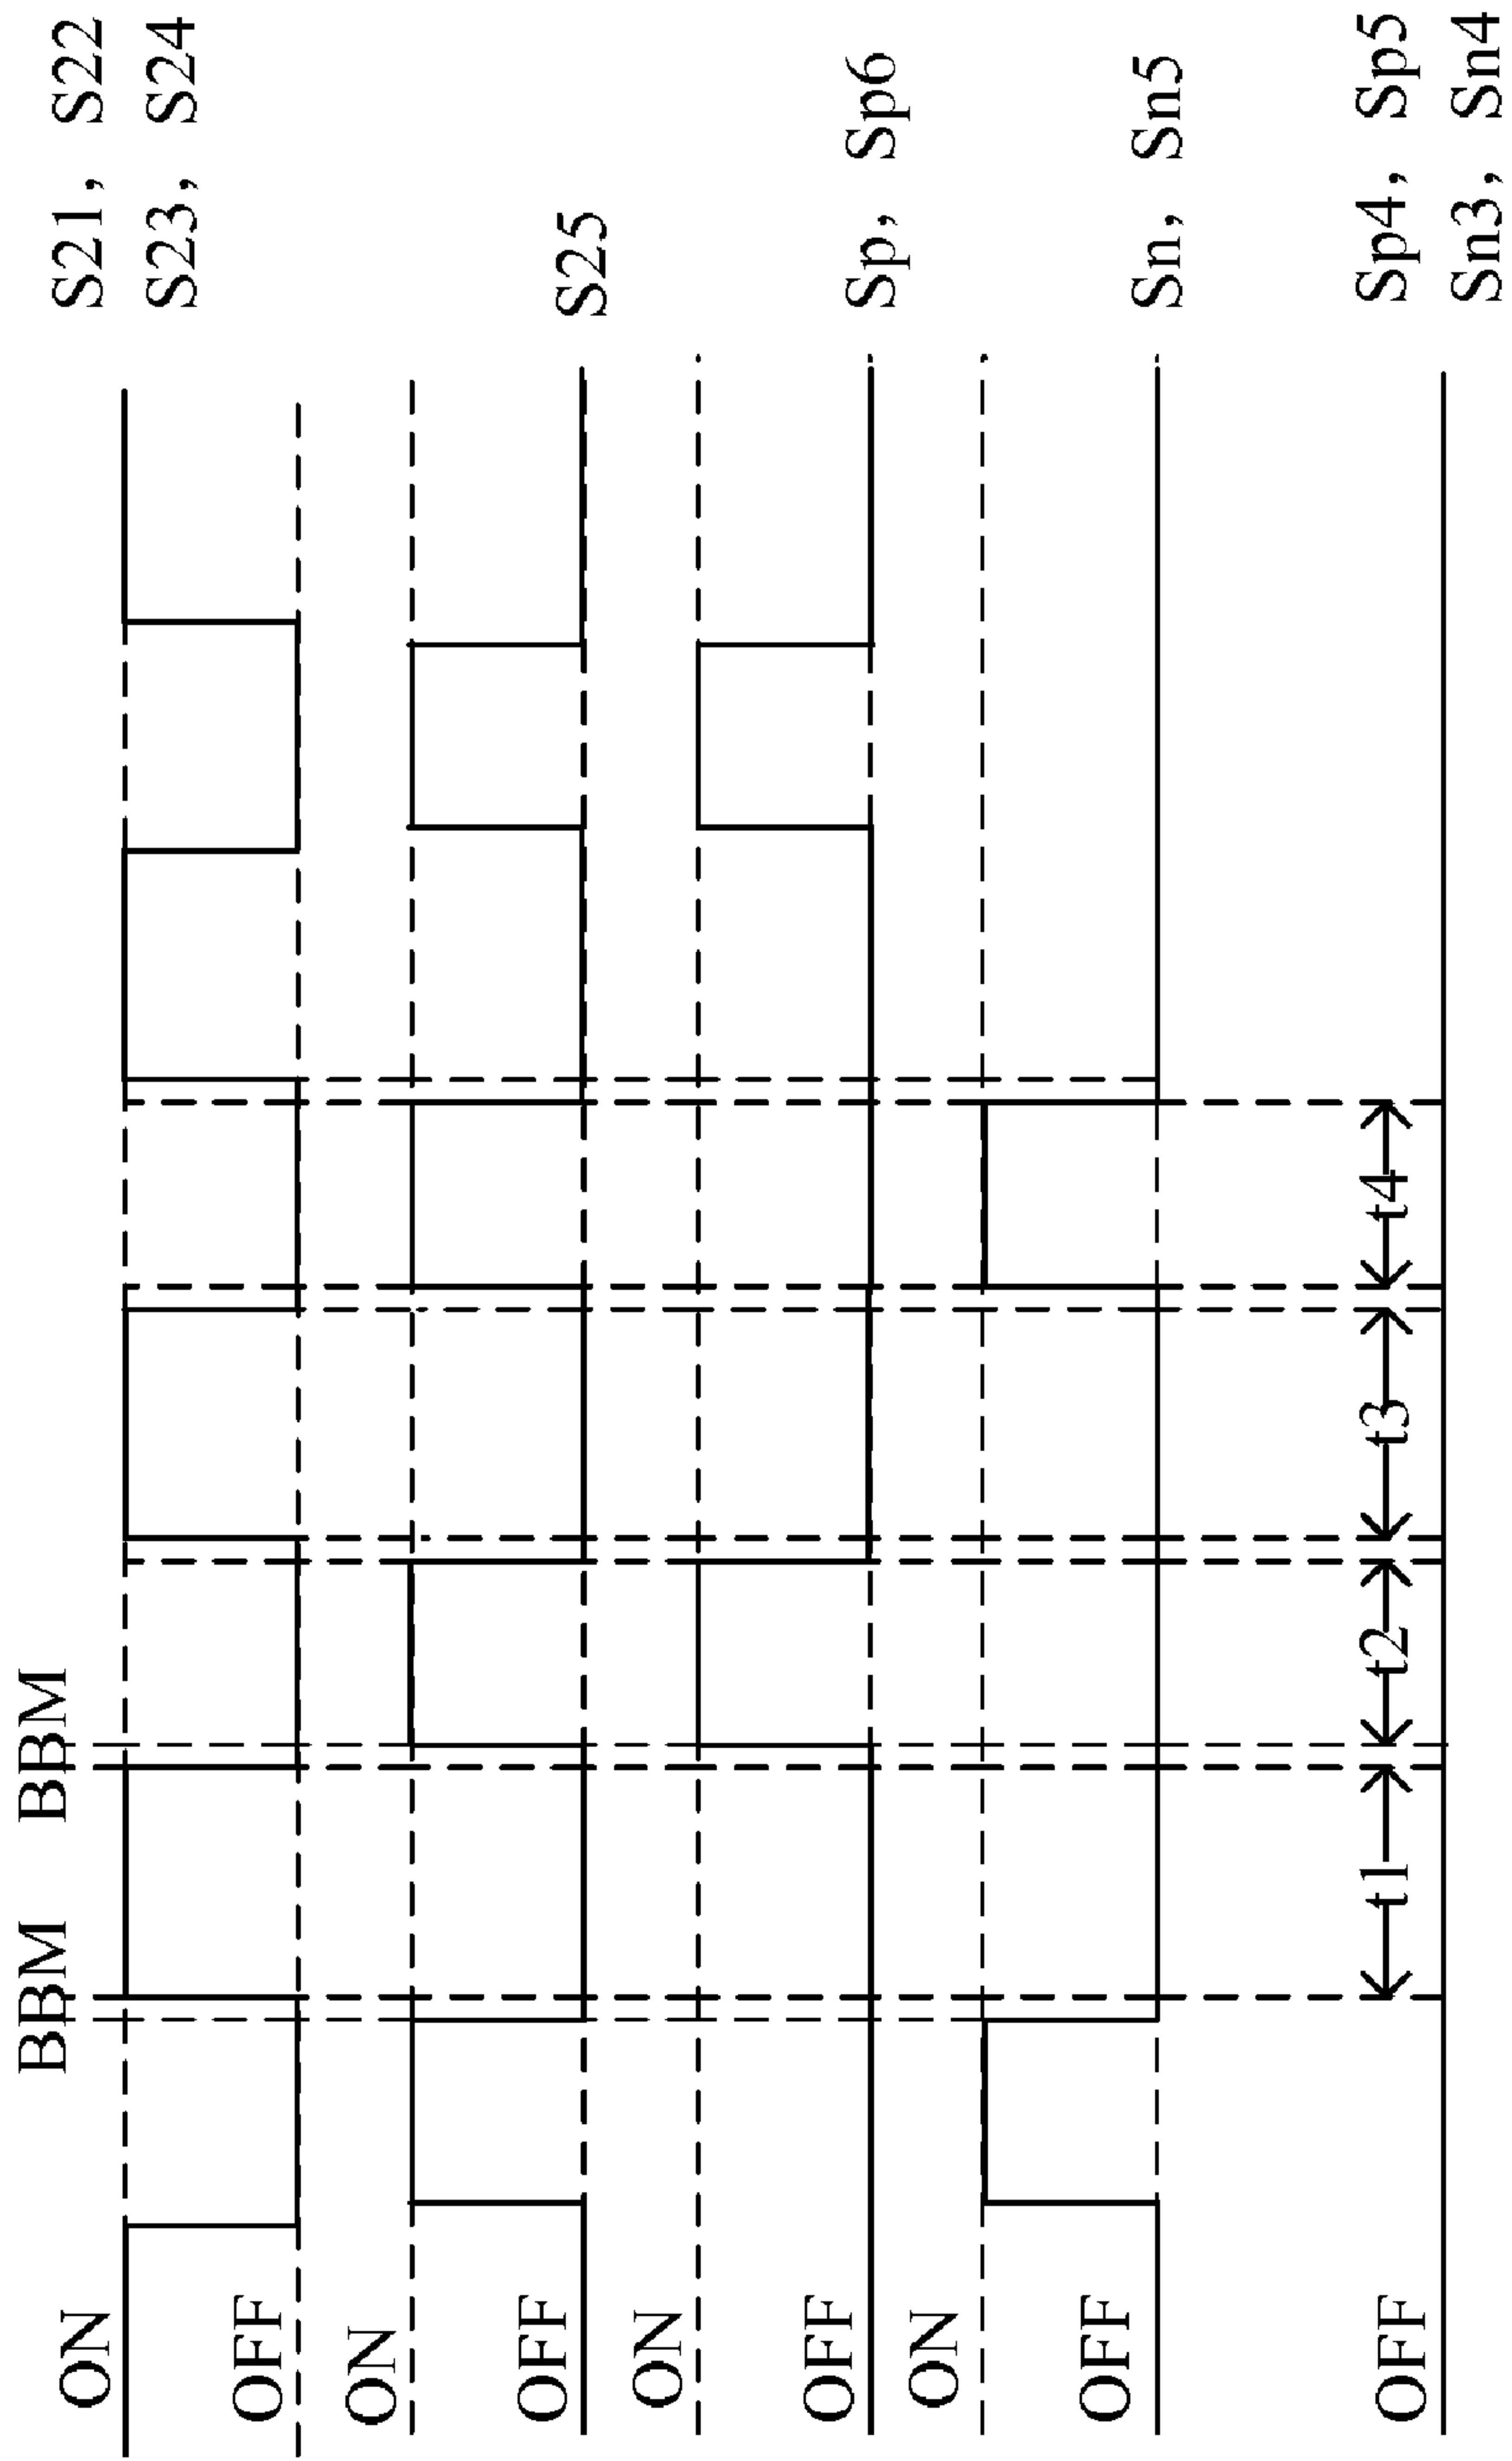 BBM BBM
ON
S21, S22
OFF
S23, S24
ON
OFF
S25
ON
OFF
Sp, Sp6
ON
OFF
Sn, Sn5
t1 t2 t3 t4
OFF
Sp4, Sp5
Sn3, Sn4